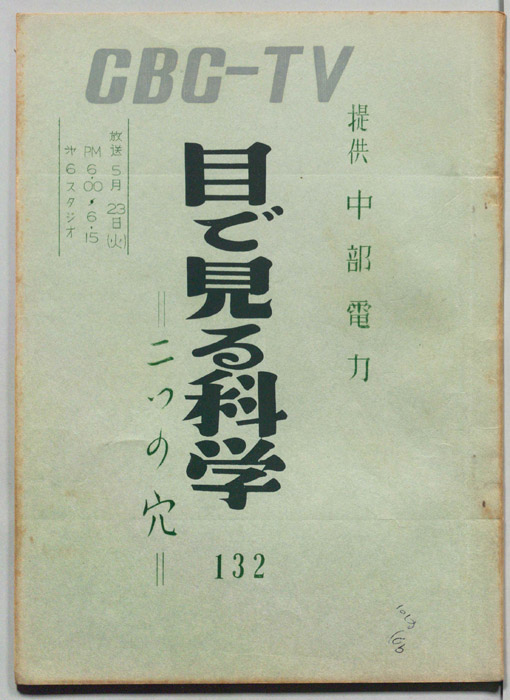 CBC-TV
提供 中部電力
目で見る科学
132
＝二つの穴＝
放送 5月23日(火)
PM 6.00〜6.15
才6スタジオ